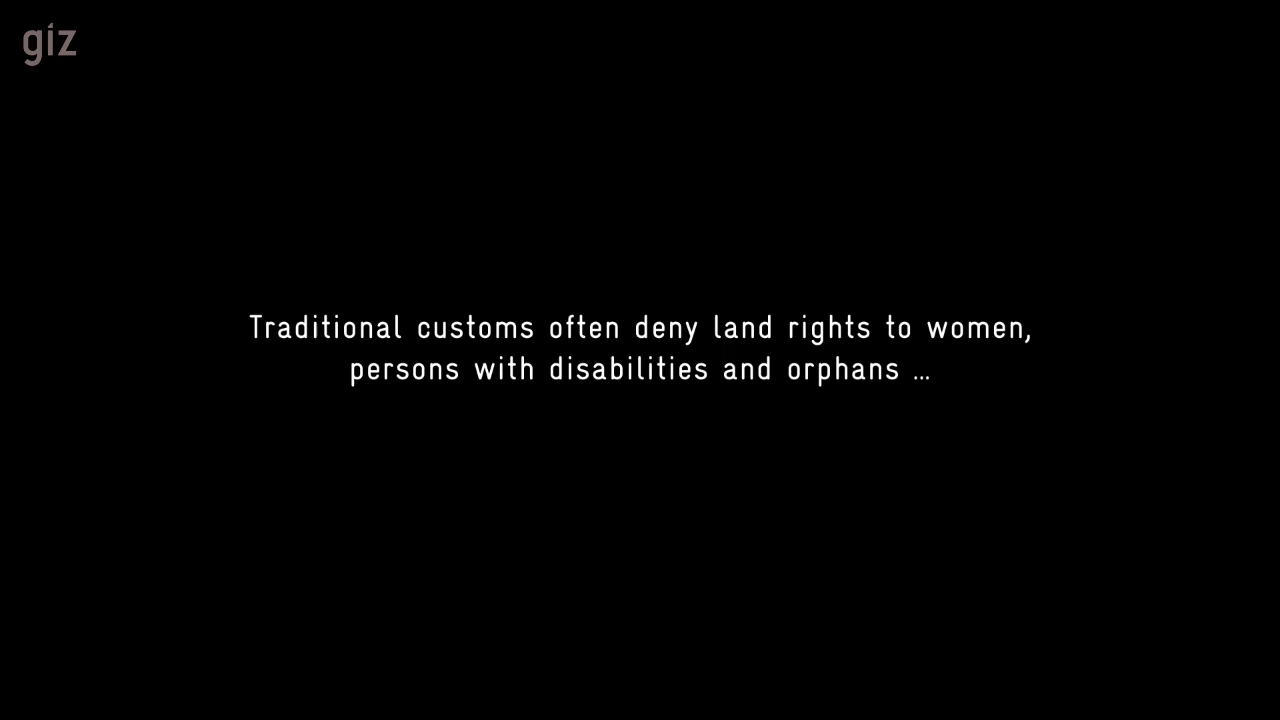 giz
Traditional customs often deny land rights to women,
persons with disabilities and orphans ...